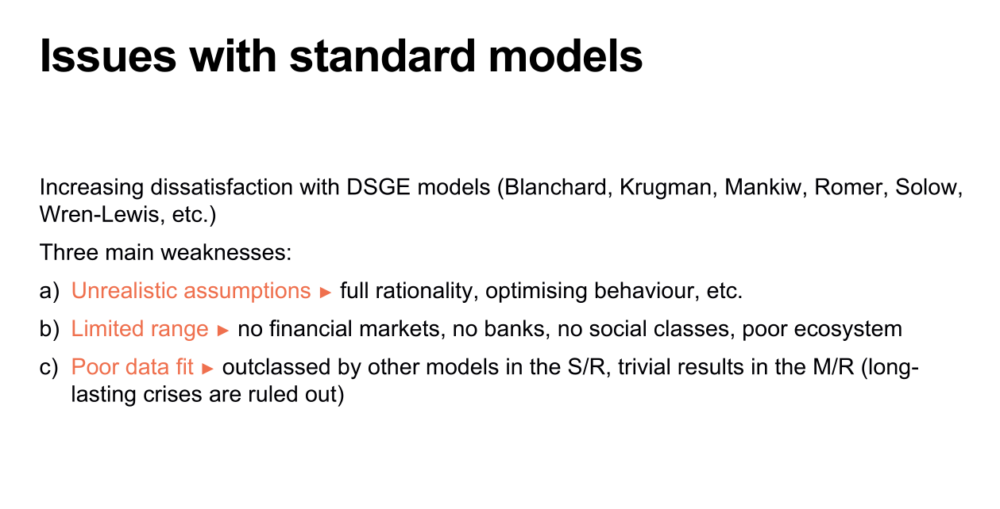 Issues with standard models
Increasing dissatisfaction with DSGE models (Blanchard, Krugman, Mankiw, Romer, Solow,
Wren-Lewis, etc.)
Three main weaknesses:
a) Unrealistic assumptions ► full rationality, optimising behaviour, etc.
b) Limited range ► no financial markets, no banks, no social classes, poor ecosystem
c) Poor data fit ► outclassed by other models in the S/R, trivial results in the M/R (long-
lasting crises are ruled out)